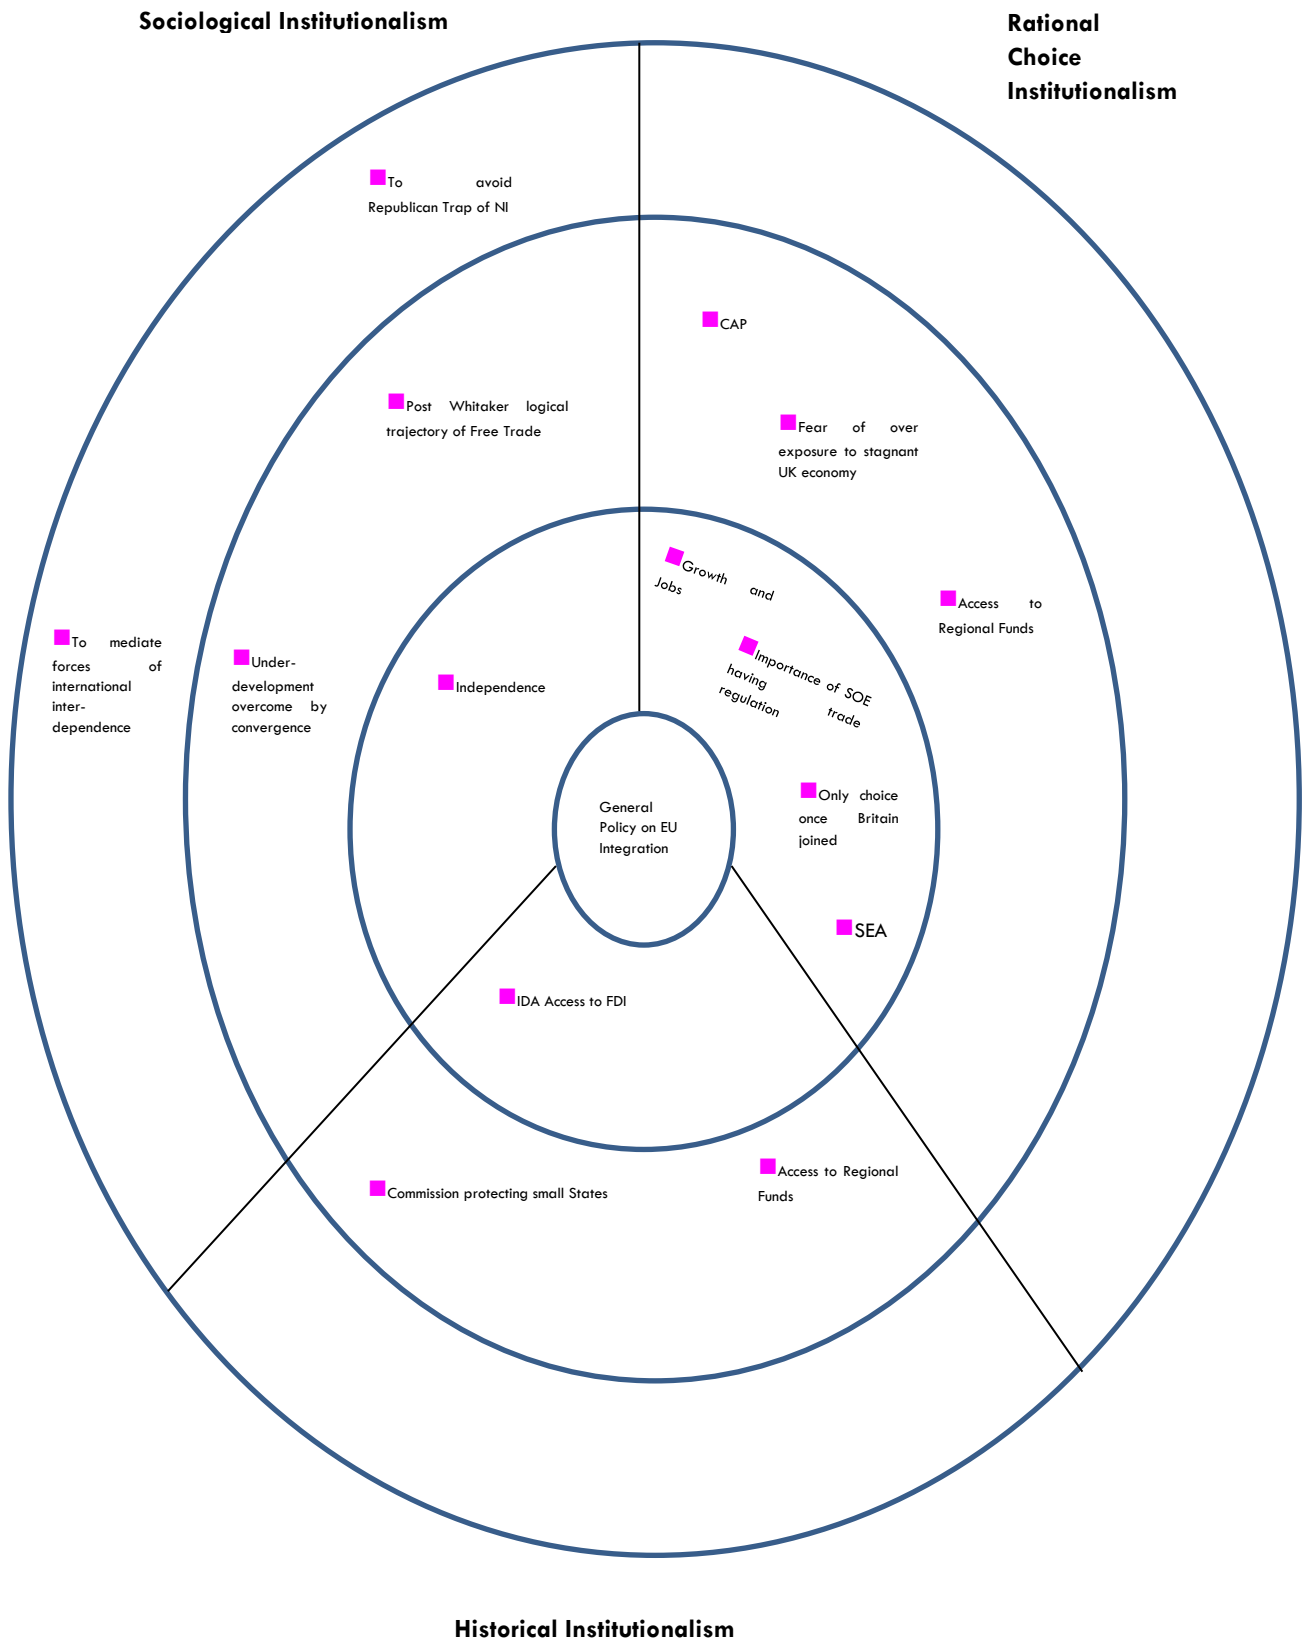 Sociological Institutionalism
Rational
Choice
Institutionalism
To avoid
Republican Trap of NI
CAP
Post Whitaker logical
trajectory of Free Trade
Fear of over
exposure to stagnant
UK economy
Growth and
Jobs
Access to
Regional Funds
To mediate
forces of
international
inter-
dependence
Under-
development
overcome by
convergence
Independence
Importance of SOE
having trade
regulation
General
Policy on EU
Integration
Only choice
once Britain
joined
SEA
IDA Access to FDI
Commission protecting small States
Access to Regional
Funds
Historical Institutionalism